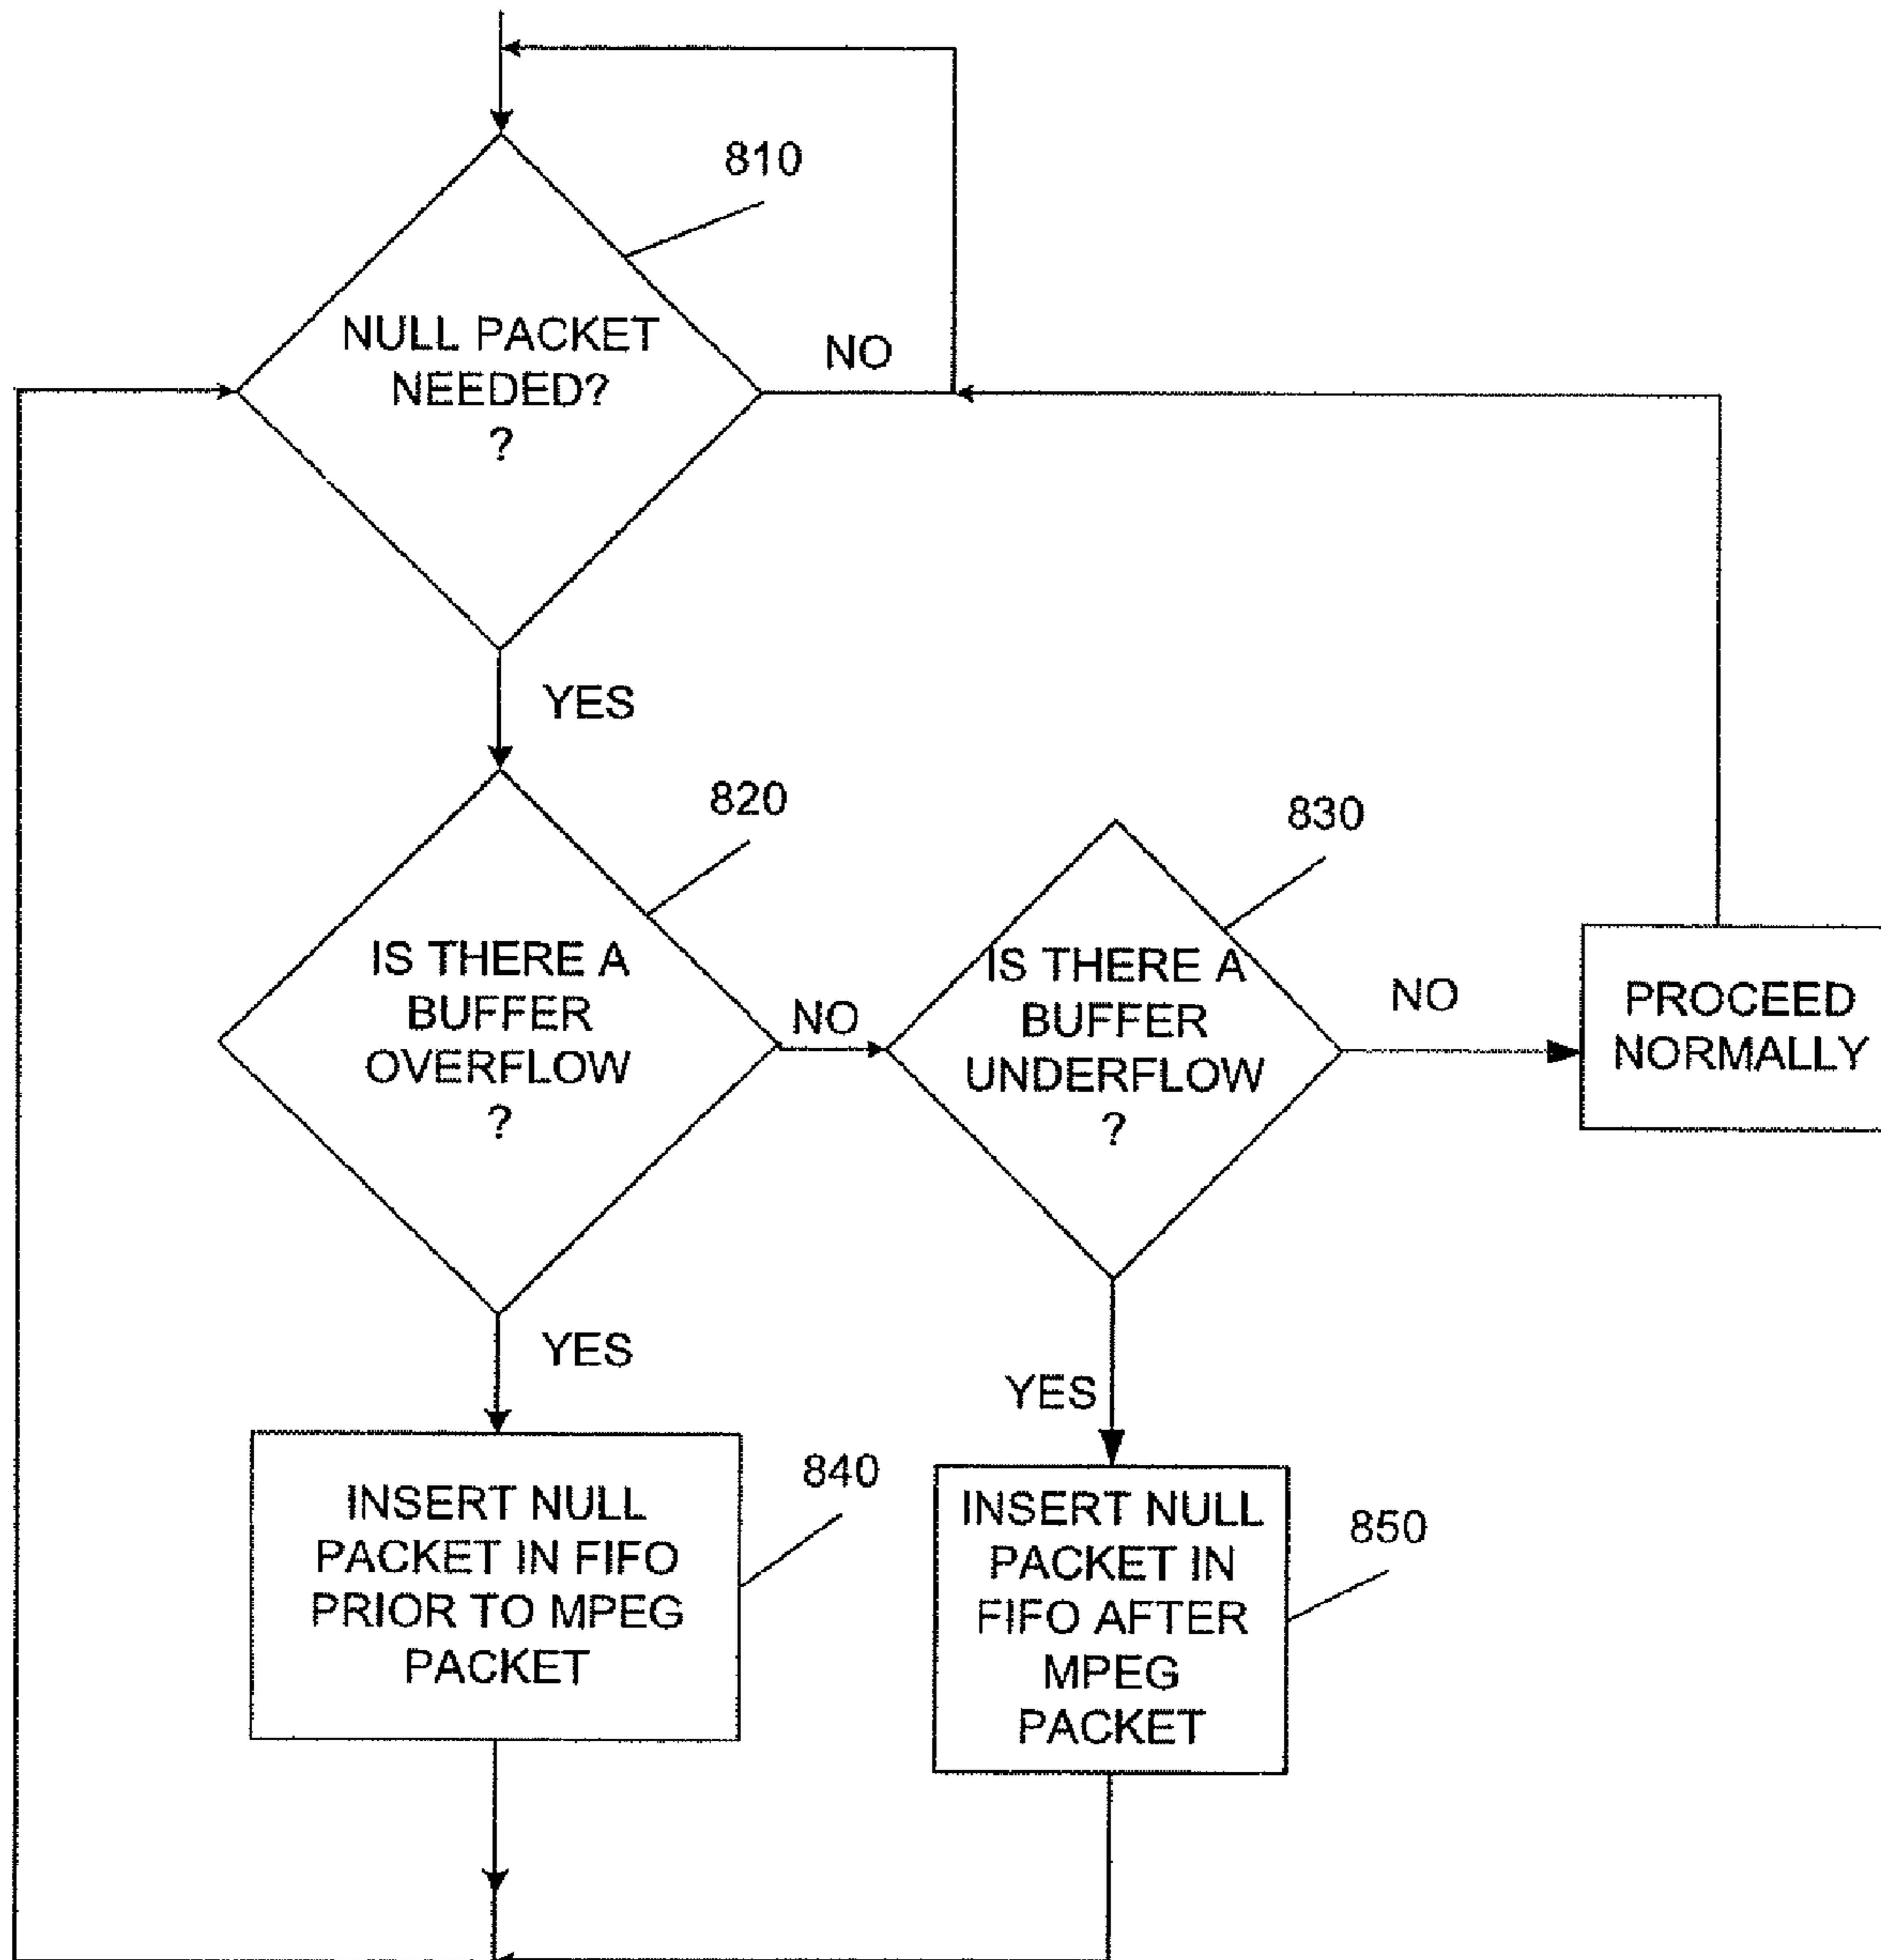 810
NULL PACKET
NEEDED?
?
NO
YES
820
IS THERE A
BUFFER
OVERFLOW
?
NO
830
IS THERE A
BUFFER
UNDERFLOW
?
NO
PROCEED
NORMALLY
YES
YES
840
INSERT NULL
PACKET IN FIFO
PRIOR TO MPEG
PACKET
850
INSERT NULL
PACKET IN
FIFO AFTER
MPEG
PACKET